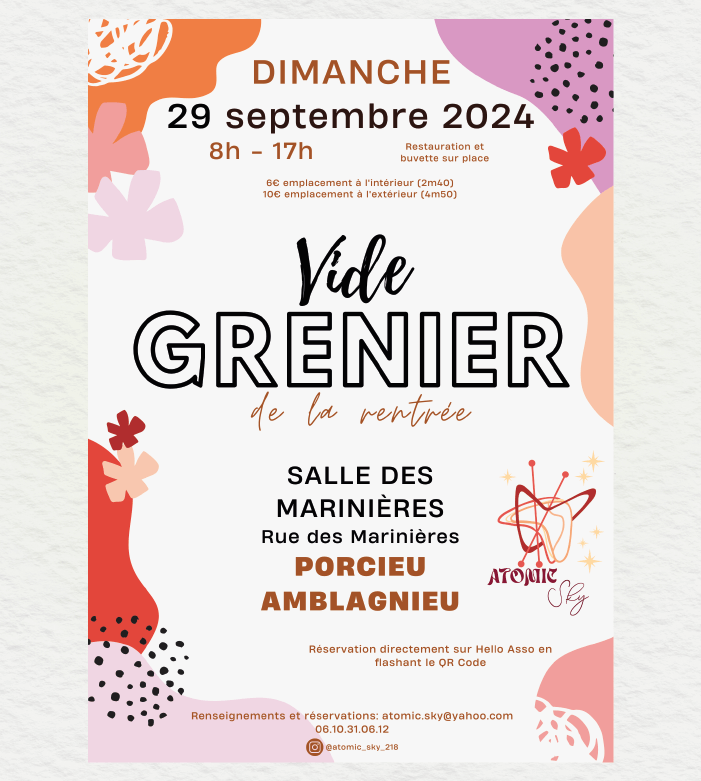 DIMANCHE
29 septembre 2024
8h - 17h
Restauration et
buvette sur place
6€ emplacement à l'intérieur (2m40)
10€ emplacement à l'extérieur (4m50)
Vide
GRENIER
de la rentrée
SALLE DES
MARINIÈRES
Rue des Marinières
PORCIEU
AMBLAGNIEU
ATOMIC
Sky
Réservation directement sur Hello Asso en
flashant le QR Code
Renseignements et réservations: atomic.sky@yahoo.com
06.10.31.06.12
@atomic_sky_218